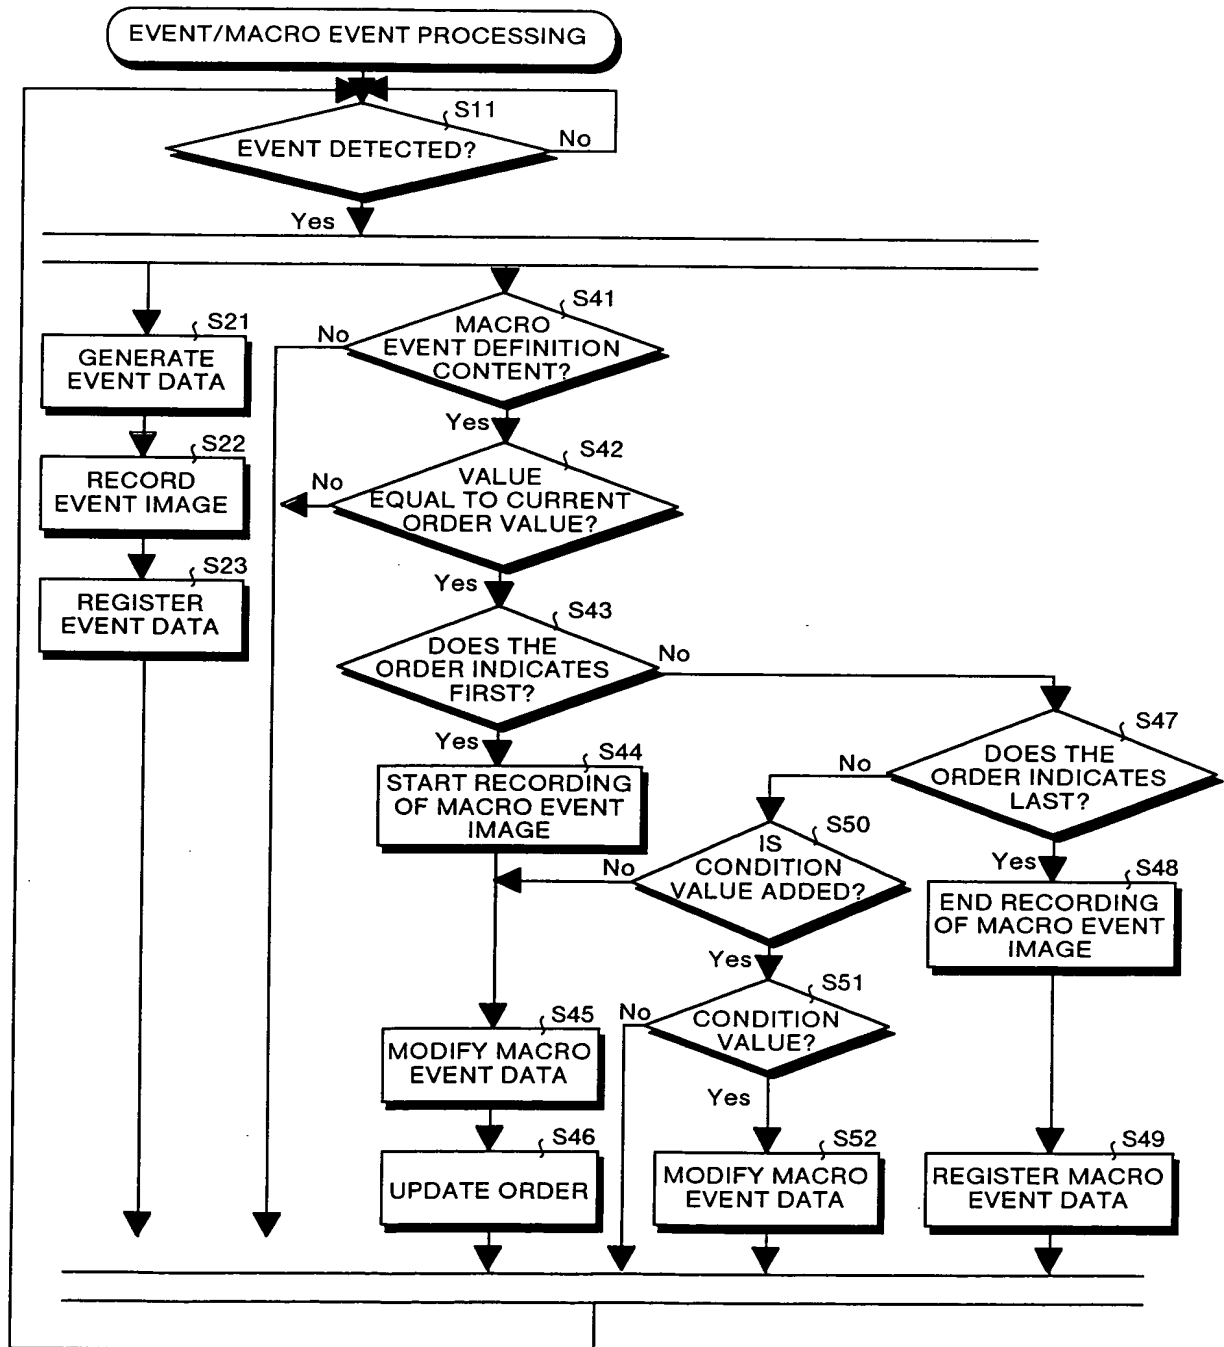 EVENT/MACRO EVENT PROCESSING
S11
EVENT DETECTED?
No
Yes
S21
GENERATE
EVENT DATA
S22
RECORD
EVENT IMAGE
S23
REGISTER
EVENT DATA
S41
No
MACRO
EVENT DEFINITION
CONTENT?
Yes
S42
No
VALUE
EQUAL TO CURRENT
ORDER VALUE?
Yes
S43
DOES THE
ORDER INDICATES
FIRST?
No
Yes
S44
START RECORDING
OF MACRO EVENT
IMAGE
S47
DOES THE
ORDER INDICATES
LAST?
No
Yes
S50
IS
CONDITION
VALUE ADDED?
No
Yes
S48
END RECORDING
OF MACRO EVENT
IMAGE
S51
No
CONDITION
VALUE?
Yes
S45
MODIFY MACRO
EVENT DATA
S46
UPDATE ORDER
S52
MODIFY MACRO
EVENT DATA
S49
REGISTER MACRO
EVENT DATA